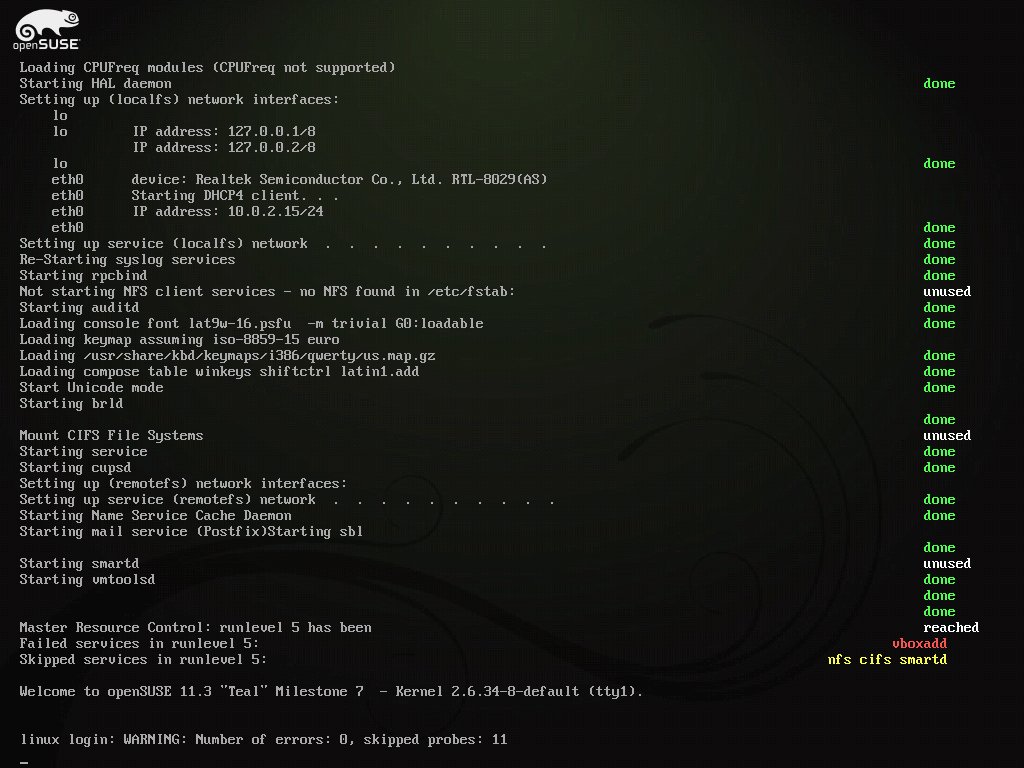 openSUSE
Loading CPUFreq modules (CPUFreq not supported)
Starting HAL daemon done
Setting up (localfs) network interfaces:
lo
lo IP address: 127.0.0.1/8
IP address: 127.0.0.2/8
lo done
eth0 device: Realtek Semiconductor Co., Ltd. RTL-8029(AS)
eth0 Starting DHCP4 client. . .
eth0 IP address: 10.0.2.15/24
eth0 done
Setting up service (localfs) network . . . . . . . . . . done
Re-Starting syslog services done
Starting rpcbind done
Not starting NFS client services - no NFS found in /etc/fstab: unused
Starting auditd done
Loading console font lat9w-16.psfu -m trivial G0:loadable done
Loading keymap assuming iso-8859-15 euro
Loading /usr/share/kbd/keymaps/i386/qwerty/us.map.gz done
Loading compose table winkeys shiftctrl latin1.add done
Start Unicode mode done
Starting brld
done
Mount CIFS File Systems unused
Starting service done
Starting cupsd done
Setting up (remotefs) network interfaces:
Setting up service (remotefs) network . . . . . . . . . . done
Starting Name Service Cache Daemon done
Starting mail service (Postfix)Starting sbl
done
Starting smartd unused
Starting vmtoolsd done
done
done
Master Resource Control: runlevel 5 has been reached
Failed services in runlevel 5: vboxadd
Skipped services in runlevel 5: nfs cifs smartd
Welcome to openSUSE 11.3 "Teal" Milestone 7 - Kernel 2.6.34-8-default (tty1).
linux login: WARNING: Number of errors: 0, skipped probes: 11
_